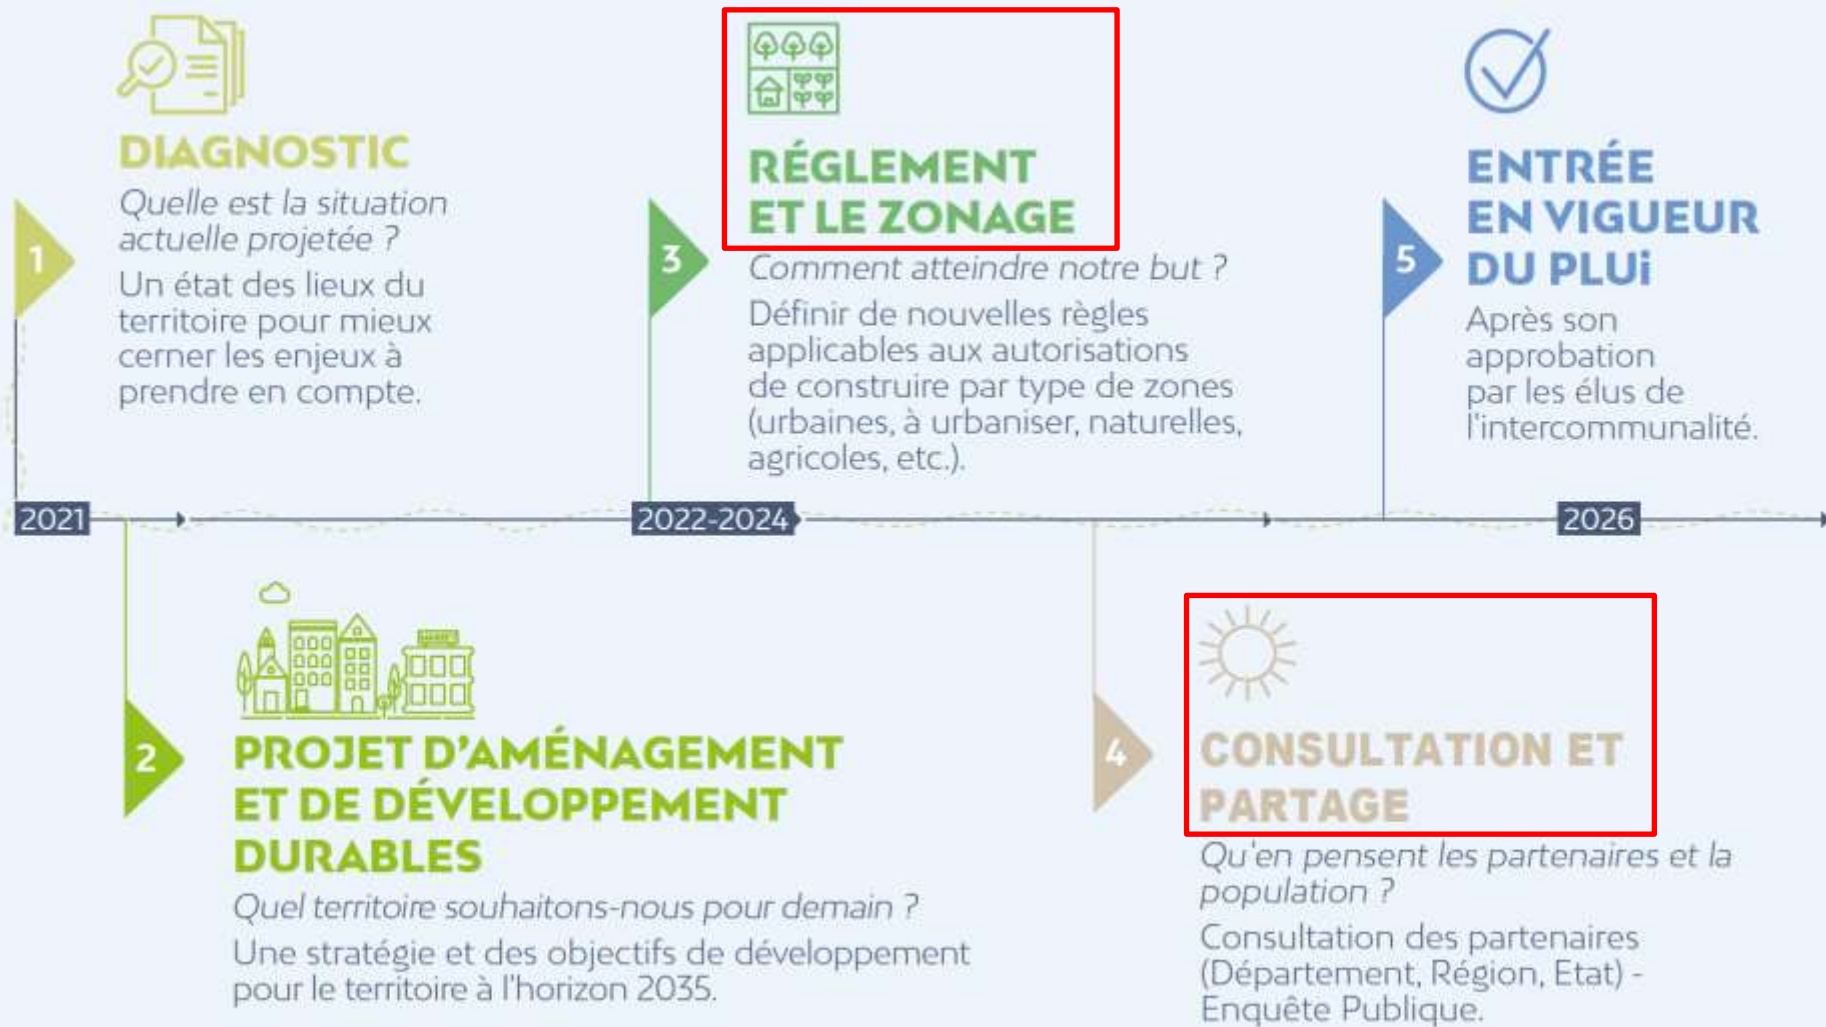 DIAGNOSTIC
Quelle est la situation
actuelle projetée ?
Un état des lieux du
territoire pour mieux
cerner les enjeux à
prendre en compte.
1
RÉGLEMENT
ET LE ZONAGE
Comment atteindre notre but ?
Définir de nouvelles règles
applicables aux autorisations
de construire par type de zones
(urbaines, à urbaniser, naturelles,
agricoles, etc.).
3
ENTRÉE
EN VIGUEUR
DU PLUi
Après son
approbation
par les élus de
l'intercommunalité.
5
2021
2022-2024
2026
2
PROJET D'AMÉNAGEMENT
ET DE DÉVELOPPEMENT
DURABLES
Quel territoire souhaitons-nous pour demain ?
Une stratégie et des objectifs de développement
pour le territoire à l'horizon 2035.
4
CONSULTATION ET
PARTAGE
Qu'en pensent les partenaires et la
population ?
Consultation des partenaires
(Département, Région, Etat) -
Enquête Publique.